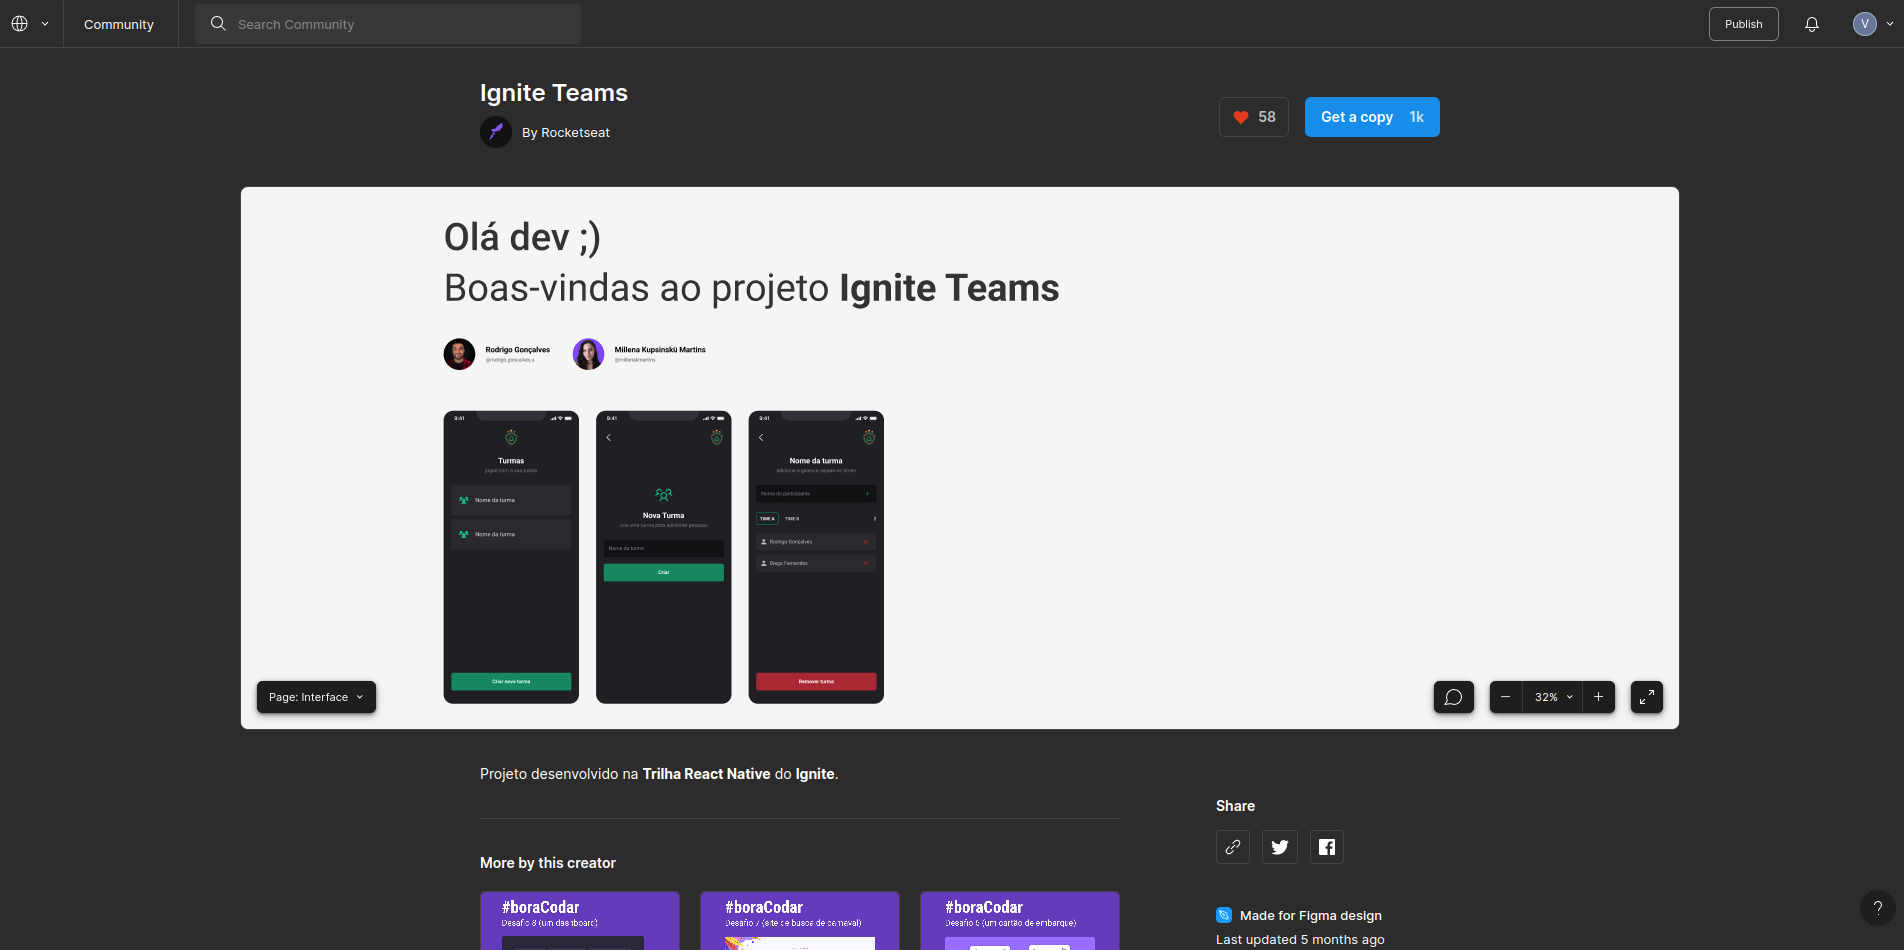 Community
Search Community
Publish
V
Ignite Teams
By Rocketseat
58
Get a copy 1k
Olá dev ;)
Boas-vindas ao projeto Ignite Teams
Rodrigo Gonçalves
@rodrigo.goncalves.s
Millena Kupsinskü Martins
@millenakmartins
9:41
Turmas
jogue com a sua turma
Nome da turma
Nome da turma
Criar nova turma
9:41
Nova Turma
crie uma turma para adicionar pessoas
Nome da turma
Criar
9:41
Nome da turma
adicione a galera e separe os times
Nome do participante
TIME A TIME B 2
Rodrigo Gonçalves
Diego Fernandes
Remover turma
Page: Interface
32%
Projeto desenvolvido na Trilha React Native do Ignite.
Share
More by this creator
#boraCodar
Desafio 8 (um dashboard)
#boraCodar
Desafio 7 (site de busca de carnaval)
#boraCodar
Desafio 6 (um cartão de embarque)
Made for Figma design
Last updated 5 months ago
?